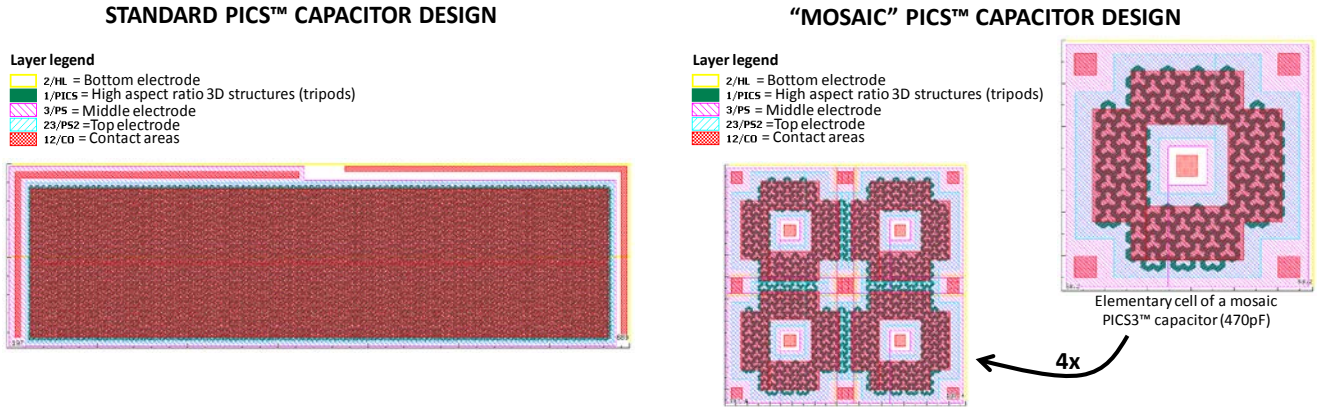 STANDARD PICS™ CAPACITOR DESIGN
Layer legend
2/HL = Bottom electrode
1/PICS = High aspect ratio 3D structures (tripods)
3/PS = Middle electrode
23/PS2 =Top electrode
12/CO = Contact areas
"MOSAIC" PICS™ CAPACITOR DESIGN
Layer legend
2/HL = Bottom electrode
1/PICS = High aspect ratio 3D structures (tripods)
3/PS = Middle electrode
23/PS2 =Top electrode
12/CO = Contact areas
Elementary cell of a mosaic
PICS3™ capacitor (470pF)
4x